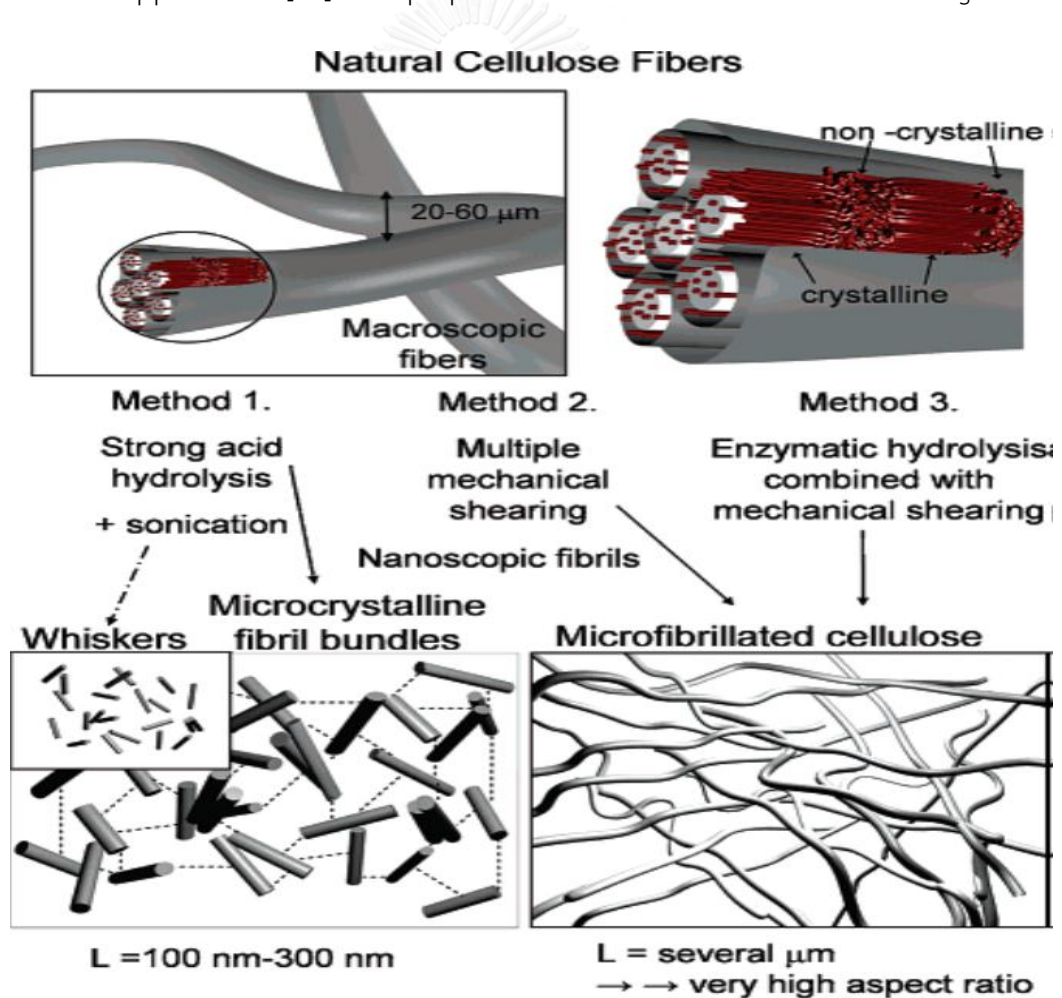 Natural Cellulose Fibers
non -crystalline
20-60 μm
crystalline
Macroscopic
fibers
Method 1.
Method 2.
Method 3.
Strong acid
hydrolysis
+ sonication
Multiple
mechanical
shearing
Enzymatic hydrolysis
combined with
mechanical shearing
Nanoscopic fibrils
Whiskers
Microcrystalline
fibril bundles
Microfibrillated cellulose
L =100 nm-300 nm
L = several μm
→ → very high aspect ratio